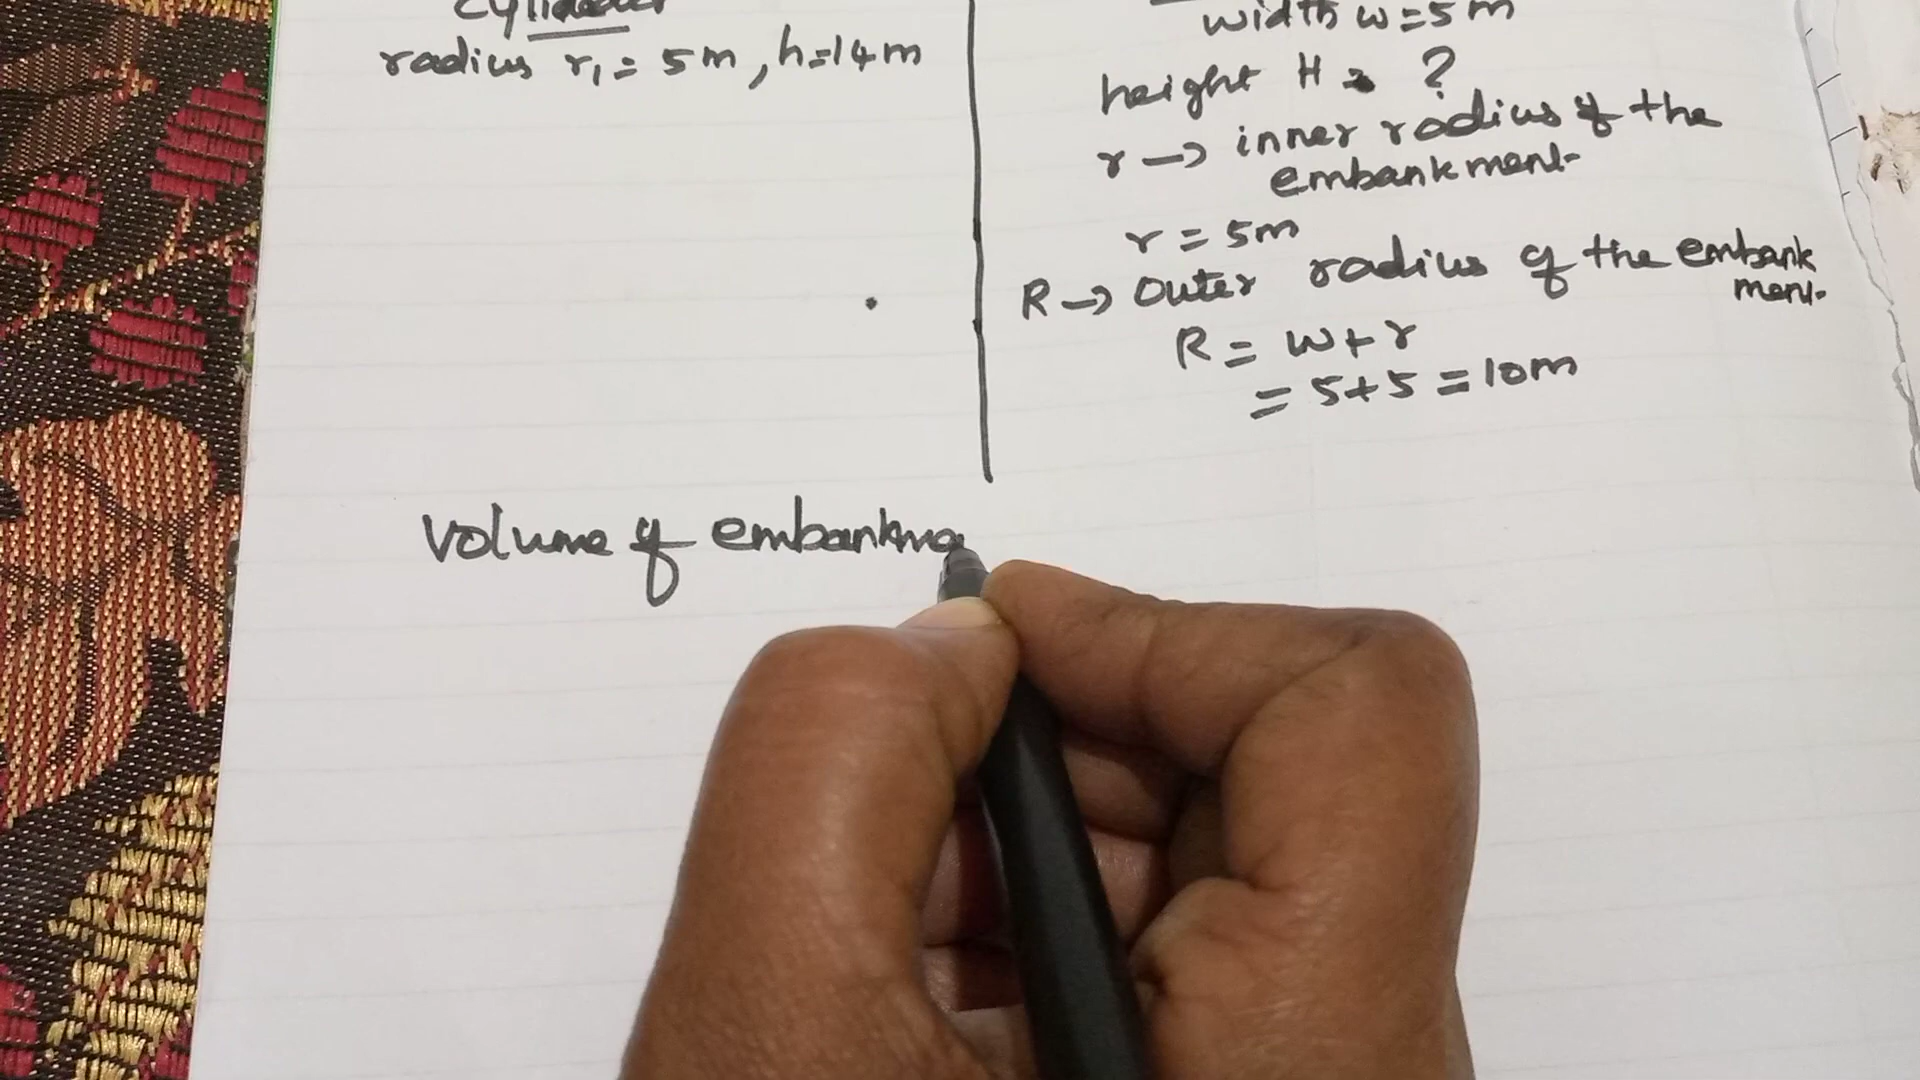 cylinder
radius r₁ = 5m, h=14m
width w=5m
height H = ?
r → inner radius of the
embankment
r = 5m
R → Outer radius of the embank
ment.
R = w+r
= 5+5 = 10m
Volume of embankme